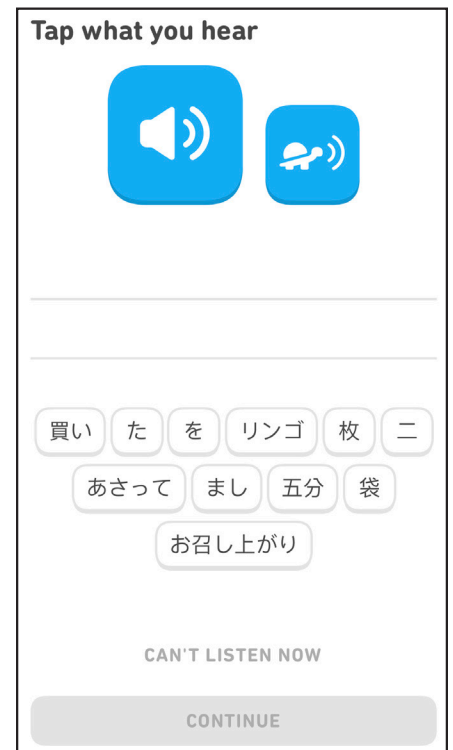 Tap what you hear
買い た を リンゴ 枚 二
あさって まし 五分 袋
お召し上がり
CAN'T LISTEN NOW
CONTINUE